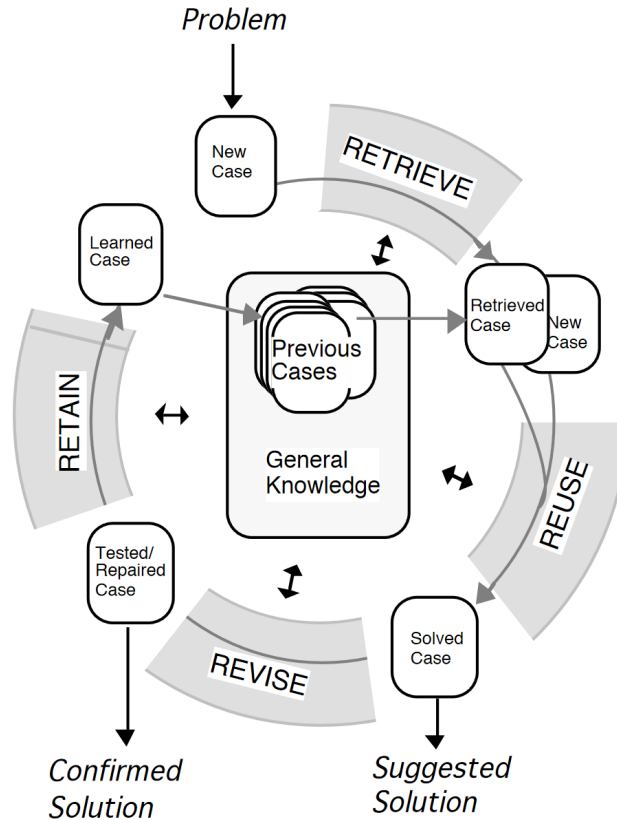 Problem
New
Case
RETRIEVE
Learned
Case
Retrieved
Case
New
Case
Previous
Cases
General
Knowledge
RETAIN
REUSE
Tested/
Repaired
Case
REVISE
Solved
Case
Confirmed
Solution
Suggested
Solution